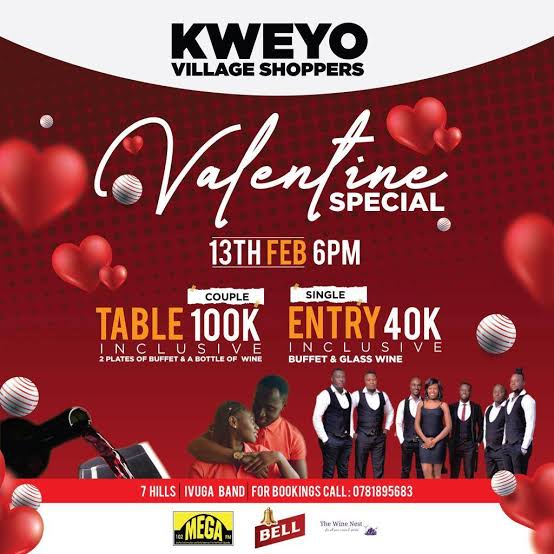 KWEYO
VILLAGE SHOPPERS
Valentine
SPECIAL
13TH FEB 6PM
COUPLE
TABLE 100K
INCLUSIVE
2 PLATES OF BUFFET & A BOTTLE OF WINE
SINGLE
ENTRY 40K
INCLUSIVE
BUFFET & GLASS WINE
7 HILLS | IVUGA BAND | FOR BOOKINGS CALL : 0781895683
102 MEGA FM
BELL
The Wine Nest